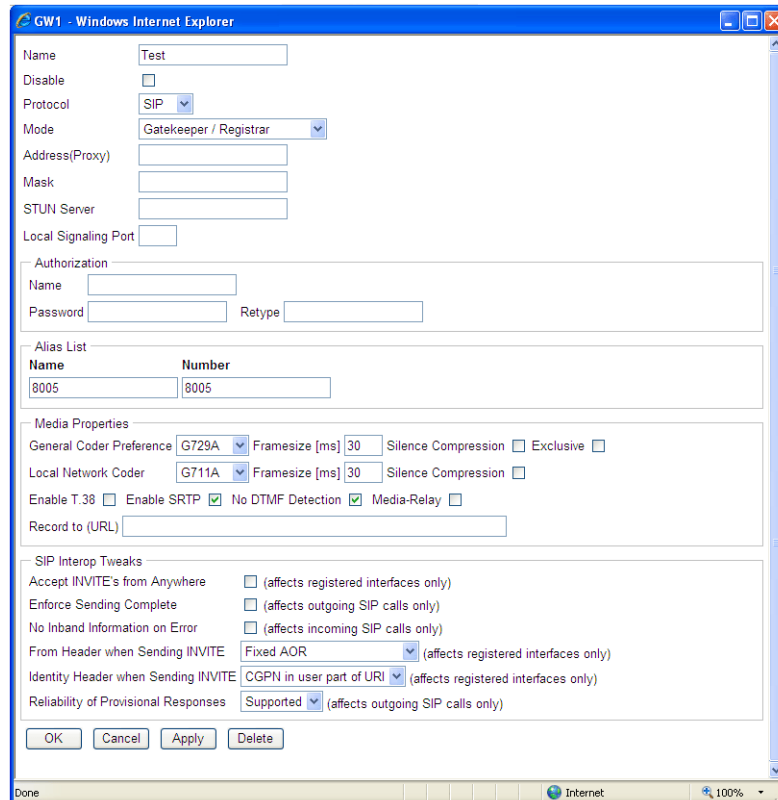 GW1 - Windows Internet Explorer
Name Test
Disable
Protocol SIP
Mode Gatekeeper / Registrar
Address(Proxy)
Mask
STUN Server
Local Signaling Port
Authorization
Name
Password Retype
Alias List
Name Number
8005 8005
Media Properties
General Coder Preference G729A Framesize [ms] 30 Silence Compression Exclusive
Local Network Coder G711A Framesize [ms] 30 Silence Compression
Enable T.38 Enable SRTP No DTMF Detection Media-Relay
Record to (URL)
SIP Interop Tweaks
Accept INVITE's from Anywhere (affects registered interfaces only)
Enforce Sending Complete (affects outgoing SIP calls only)
No Inband Information on Error (affects incoming SIP calls only)
From Header when Sending INVITE Fixed AOR (affects registered interfaces only)
Identity Header when Sending INVITE CGPN in user part of URI (affects registered interfaces only)
Reliability of Provisional Responses Supported (affects outgoing SIP calls only)
OK Cancel Apply Delete
Done Internet 100%